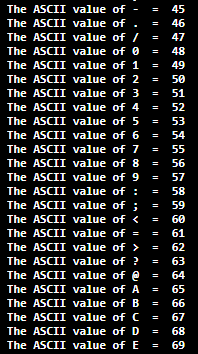 The ASCII value of - = 45
The ASCII value of . = 46
The ASCII value of / = 47
The ASCII value of 0 = 48
The ASCII value of 1 = 49
The ASCII value of 2 = 50
The ASCII value of 3 = 51
The ASCII value of 4 = 52
The ASCII value of 5 = 53
The ASCII value of 6 = 54
The ASCII value of 7 = 55
The ASCII value of 8 = 56
The ASCII value of 9 = 57
The ASCII value of : = 58
The ASCII value of ; = 59
The ASCII value of < = 60
The ASCII value of = = 61
The ASCII value of > = 62
The ASCII value of ? = 63
The ASCII value of @ = 64
The ASCII value of A = 65
The ASCII value of B = 66
The ASCII value of C = 67
The ASCII value of D = 68
The ASCII value of E = 69